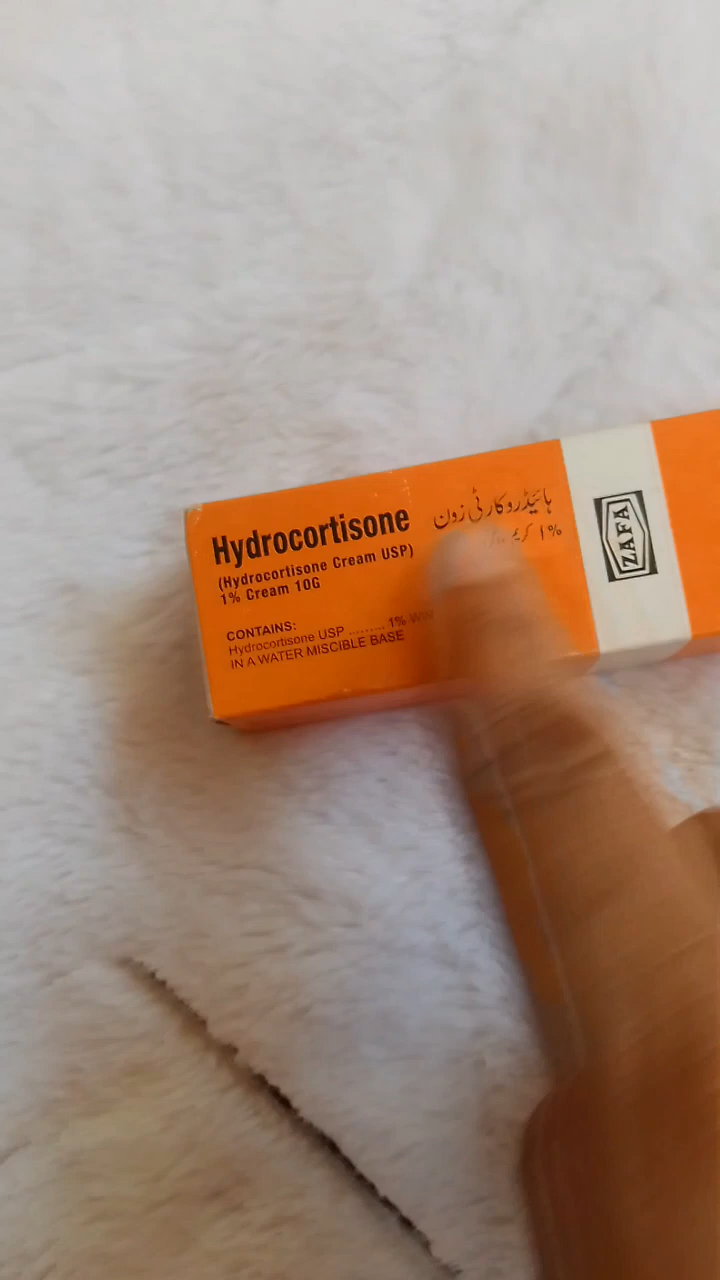 Hydrocortisone
(Hydrocortisone Cream USP)
1% Cream 10G
CONTAINS:
Hydrocortisone USP ......... 1% W/W
IN A WATER MISCIBLE BASE
ہائیڈروکارٹی زون
۱% کریم
ZAFA